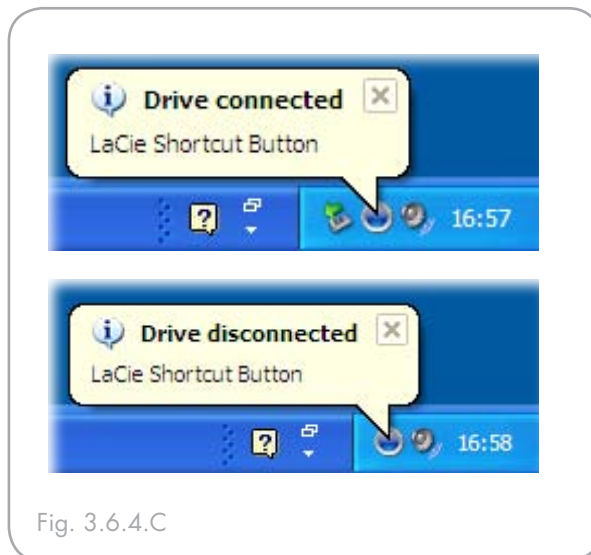 Drive connected
LaCie Shortcut Button
16:57
Drive disconnected
LaCie Shortcut Button
16:58
Fig. 3.6.4.C